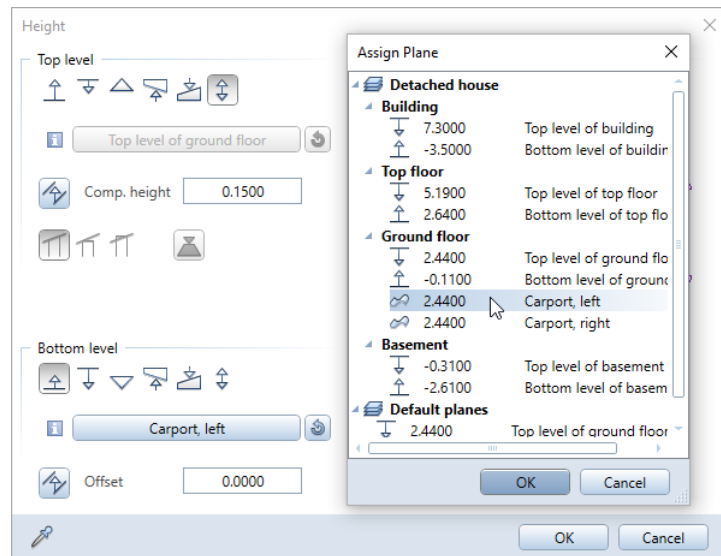 Height
Top level
Top level of ground floor
Comp. height 0.1500
Bottom level
Carport, left
Offset 0.0000
OK Cancel
Assign Plane
Detached house
Building
7.3000 Top level of building
-3.5000 Bottom level of buildin
Top floor
5.1900 Top level of top floor
2.6400 Bottom level of top flo
Ground floor
2.4400 Top level of ground flo
-0.1100 Bottom level of ground
2.4400 Carport, left
2.4400 Carport, right
Basement
-0.3100 Top level of basement
-2.6100 Bottom level of basem
Default planes
2.4400 Top level of ground floor
OK Cancel